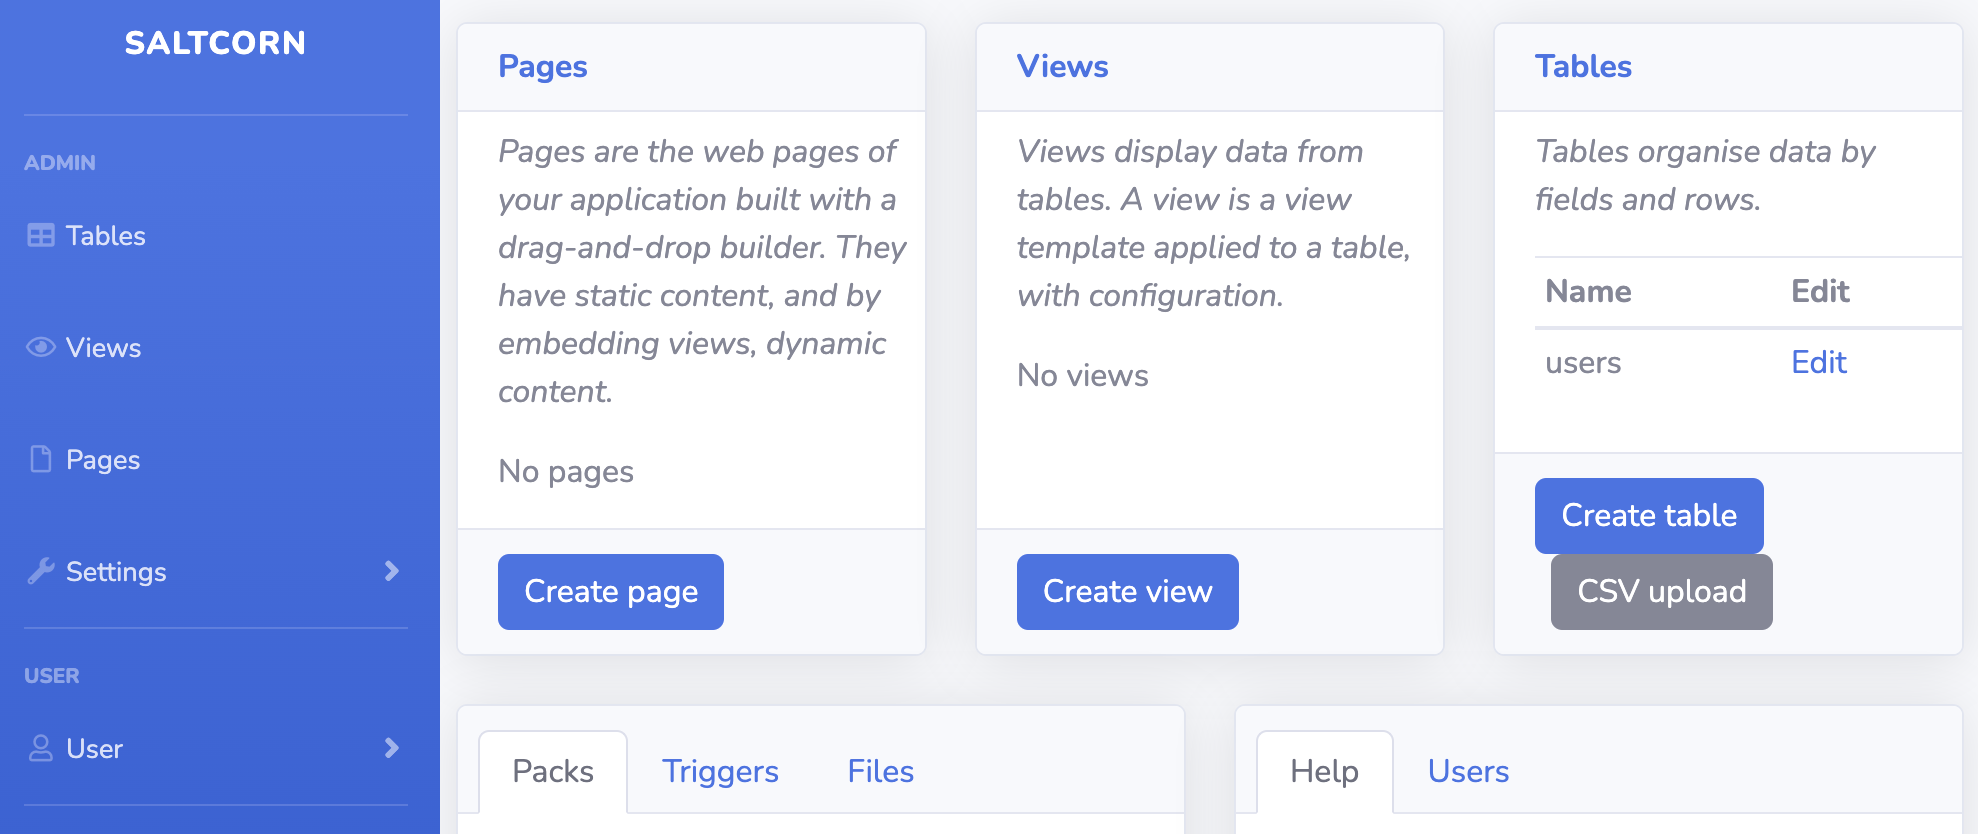 SALTCORN
ADMIN
Tables
Views
Pages
Settings
USER
User
Pages
Pages are the web pages of
your application built with a
drag-and-drop builder. They
have static content, and by
embedding views, dynamic
content.
No pages
Create page
Views
Views display data from
tables. A view is a view
template applied to a table,
with configuration.
No views
Create view
Tables
Tables organise data by
fields and rows.
Name Edit
users Edit
Create table
CSV upload
Packs Triggers Files
Help Users